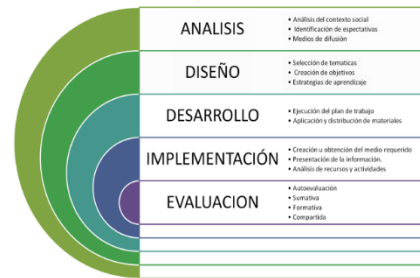 ANALISIS
• Análisis del contexto social
• Identificación de espectativas
• Medios de difusión
DISEÑO
• Selección de tematicas
• Creación de objetivos
• Estrategias de aprendizaje
DESARROLLO
• Ejecución del plan de trabajo
• Aplicación y distribución de materiales
IMPLEMENTACIÓN
• Creación u obtención del medio requerido
• Presentación de la información.
• Análisis de recursos y actividades
EVALUACION
• Autoevaluación
• Sumativa
• Formativa
• Compartida